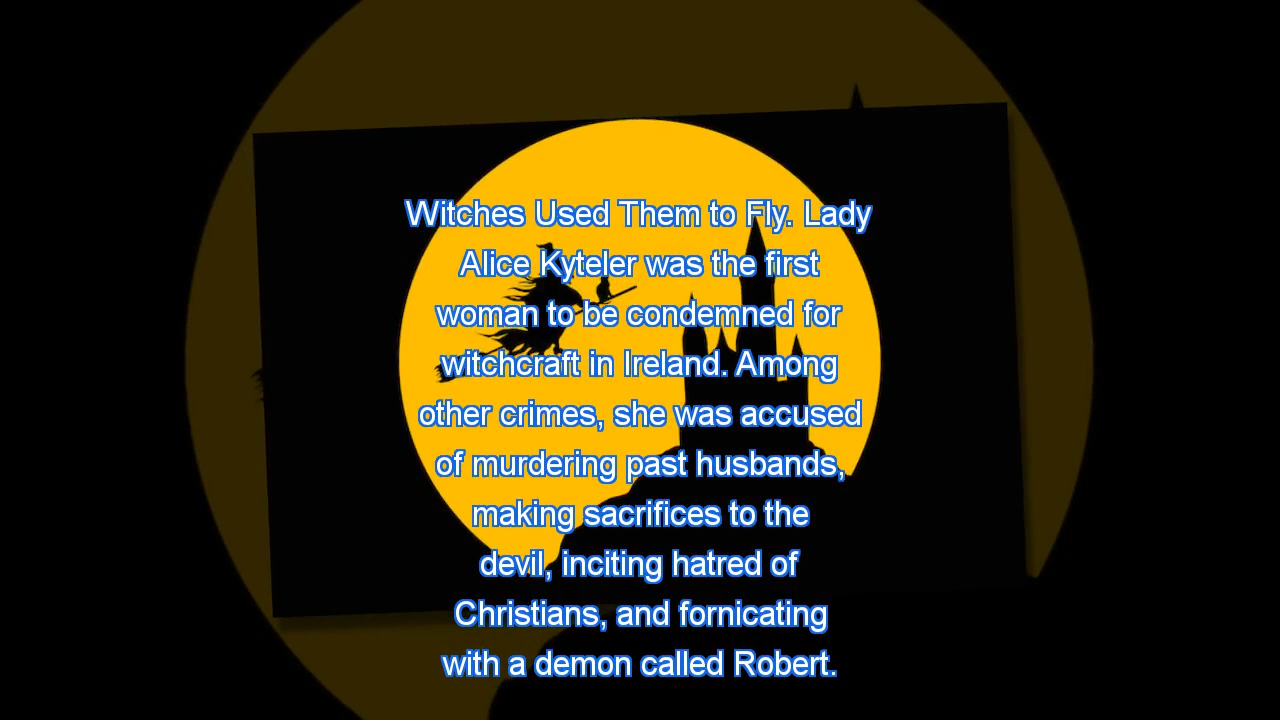 Witches Used Them to Fly. Lady
Alice Kyteler was the first
woman to be condemned for
witchcraft in Ireland. Among
other crimes, she was accused
of murdering past husbands,
making sacrifices to the
devil, inciting hatred of
Christians, and fornicating
with a demon called Robert.